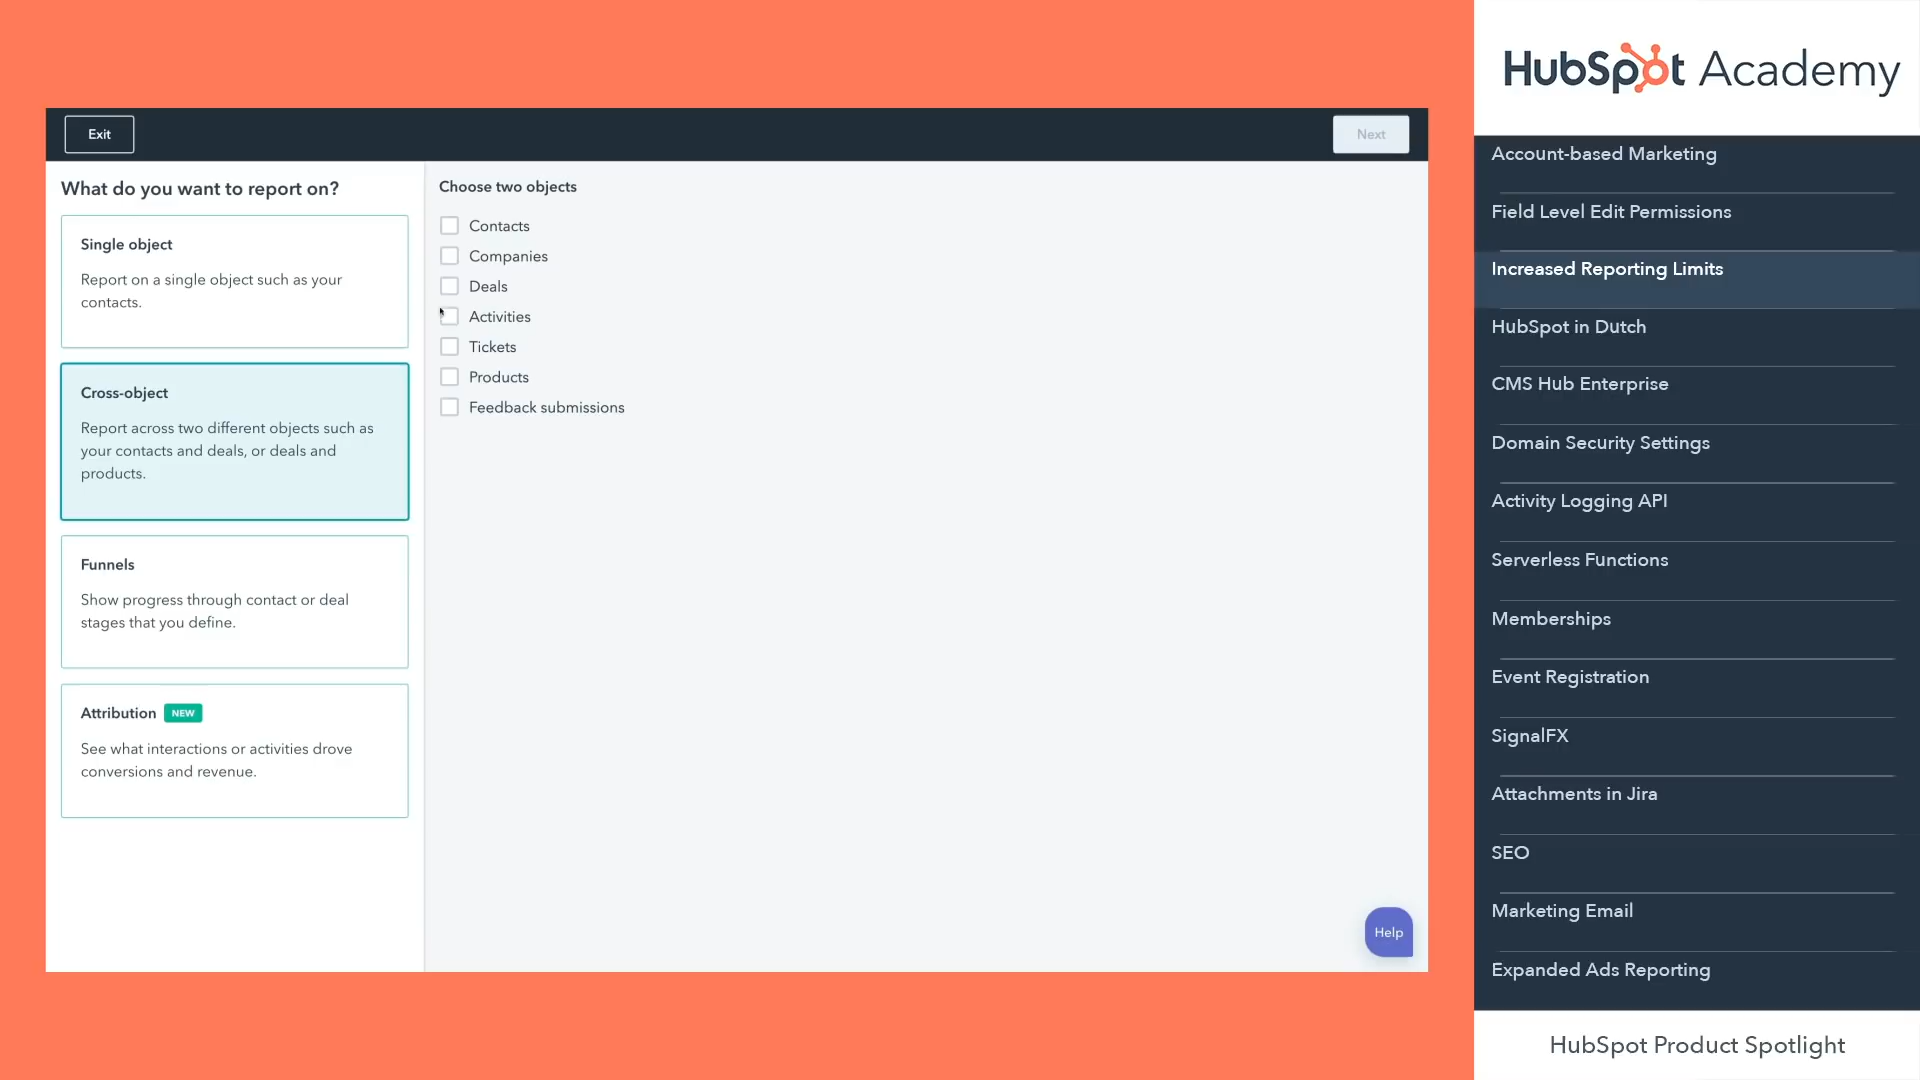 Exit
Next
What do you want to report on?
Single object
Report on a single object such as your
contacts.
Cross-object
Report across two different objects such as
your contacts and deals, or deals and
products.
Funnels
Show progress through contact or deal
stages that you define.
Attribution NEW
See what interactions or activities drove
conversions and revenue.
Choose two objects
Contacts
Companies
Deals
Activities
Tickets
Products
Feedback submissions
Help
HubSpot Academy
Account-based Marketing
Field Level Edit Permissions
Increased Reporting Limits
HubSpot in Dutch
CMS Hub Enterprise
Domain Security Settings
Activity Logging API
Serverless Functions
Memberships
Event Registration
SignalFX
Attachments in Jira
SEO
Marketing Email
Expanded Ads Reporting
HubSpot Product Spotlight